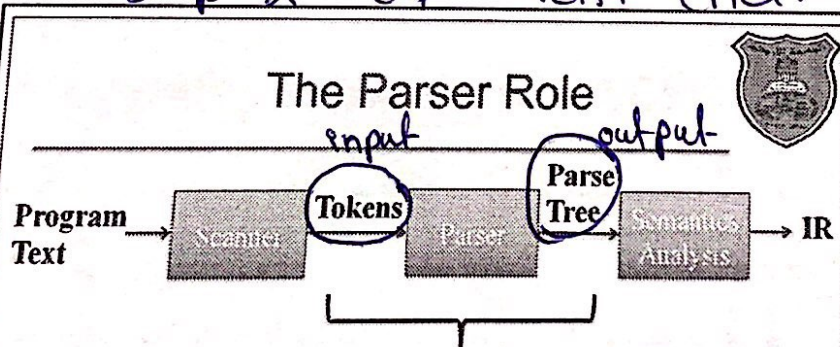 The Parser Role
input output
Program Text
Scanner
Tokens
Parser
Parse Tree
Semantics Analysis
IR